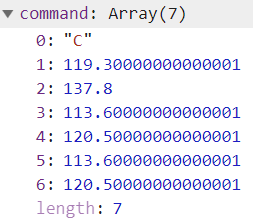 ▼ command: Array(7)
0: "C"
1: 119.30000000000001
2: 137.8
3: 113.60000000000001
4: 120.50000000000001
5: 113.60000000000001
6: 120.50000000000001
length: 7